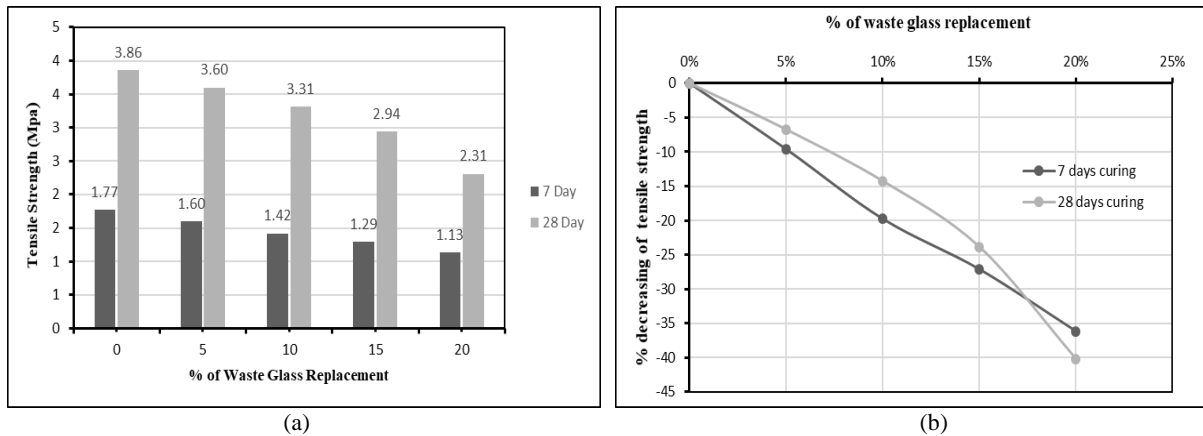 5
4
4
3
3
2
2
1
1
0
Tensile Strength (Mpa)
3.86
3.60
3.31
2.94
2.31
1.77
1.60
1.42
1.29
1.13
0 5 10 15 20
% of Waste Glass Replacement
7 Day
28 Day
(a)
% of waste glass replacement
0% 5% 10% 15% 20% 25%
0
-5
-10
-15
-20
-25
-30
-35
-40
-45
% decreasing of tensile strength
7 days curing
28 days curing
(b)